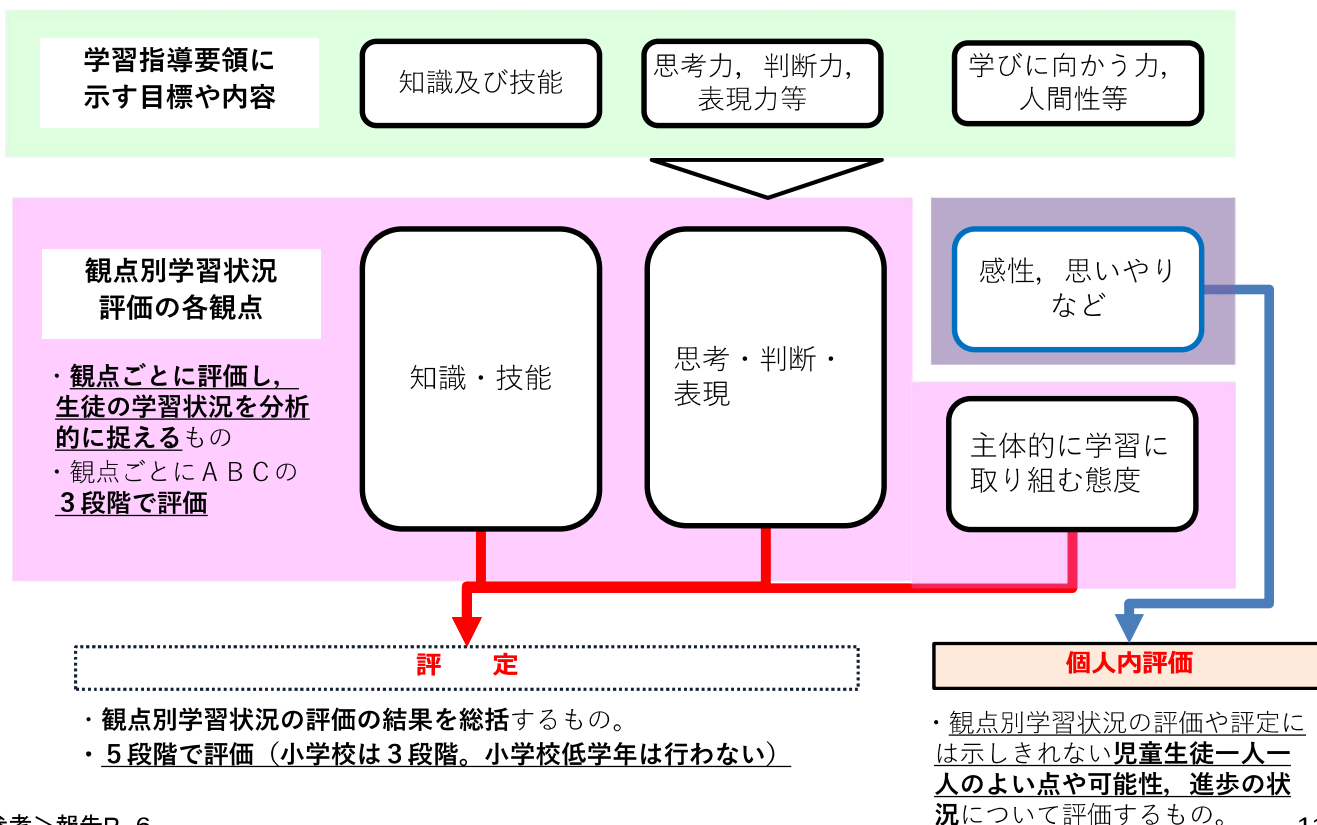 学習指導要領に
示す目標や内容
知識及び技能
思考力，判断力，
表現力等
学びに向かう力，
人間性等
観点別学習状況
評価の各観点
・観点ごとに評価し，
生徒の学習状況を分析
的に捉えるもの
・観点ごとにＡＢＣの
３段階で評価
知識・技能
思考・判断・
表現
感性，思いやり
など
主体的に学習に
取り組む態度
評　定
・観点別学習状況の評価の結果を総括するもの。
・５段階で評価（小学校は３段階。小学校低学年は行わない）
個人内評価
・観点別学習状況の評価や評定に
は示しきれない児童生徒一人一
人のよい点や可能性，進歩の状
況について評価するもの。
考＞報告P.6